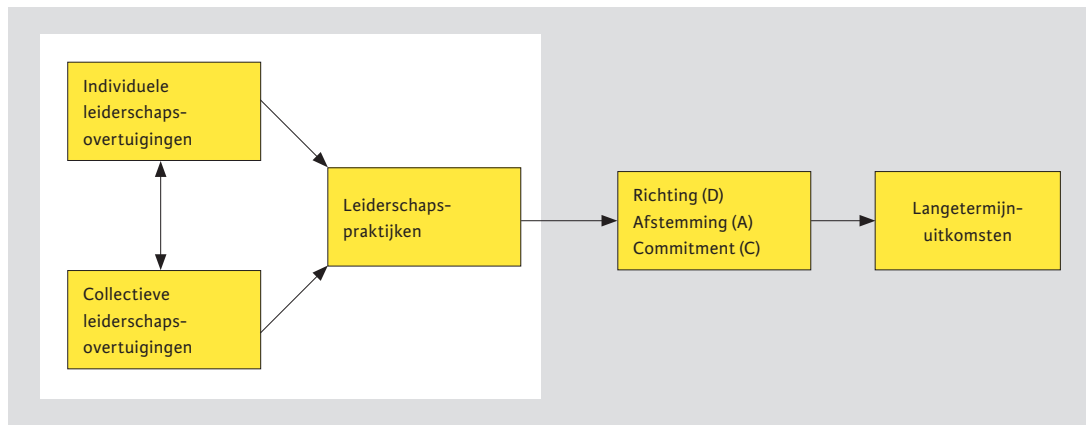 Individuele
leiderschaps-
overtuigingen
Collectieve
leiderschaps-
overtuigingen
Leiderschaps-
praktijken
Richting (D)
Afstemming (A)
Commitment (C)
Langetermijn-
uitkomsten